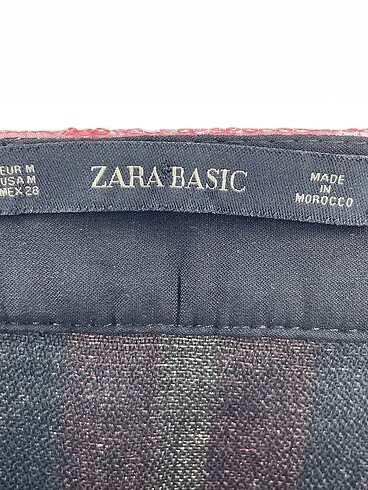 EUR M
USA M
MEX 28
ZARA BASIC
MADE
IN
MOROCCO